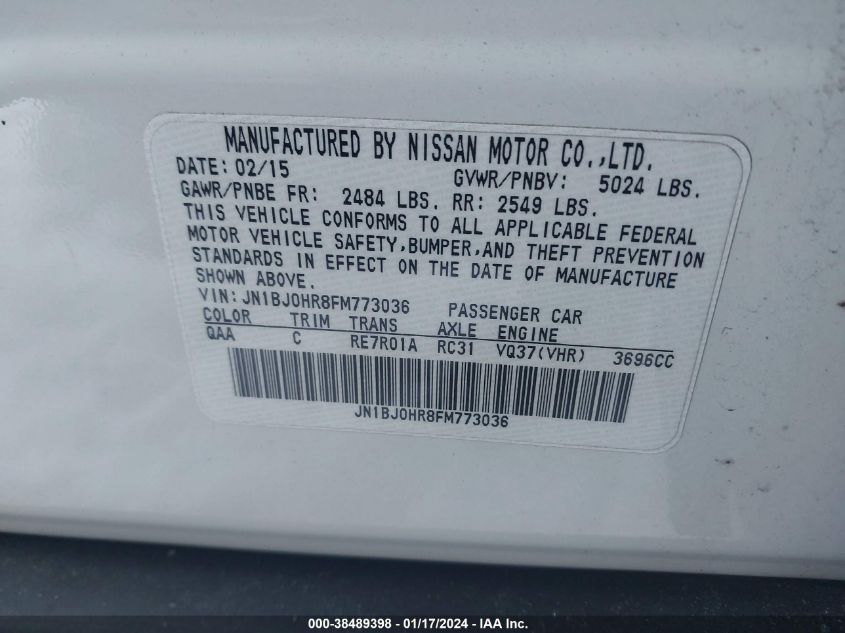 MANUFACTURED BY NISSAN MOTOR CO.,LTD.
DATE: 02/15 GVWR/PNBV: 5024 LBS.
GAWR/PNBE FR: 2484 LBS. RR: 2549 LBS.
THIS VEHICLE CONFORMS TO ALL APPLICABLE FEDERAL
MOTOR VEHICLE SAFETY,BUMPER,AND THEFT PREVENTION
STANDARDS IN EFFECT ON THE DATE OF MANUFACTURE
SHOWN ABOVE.
VIN: JN1BJ0HR8FM773036 PASSENGER CAR
COLOR TRIM TRANS AXLE ENGINE
QAA C RE7R01A RC31 VQ37(VHR) 3696CC
JN1BJ0HR8FM773036
000-38489398 - 01/17/2024 - IAA Inc.